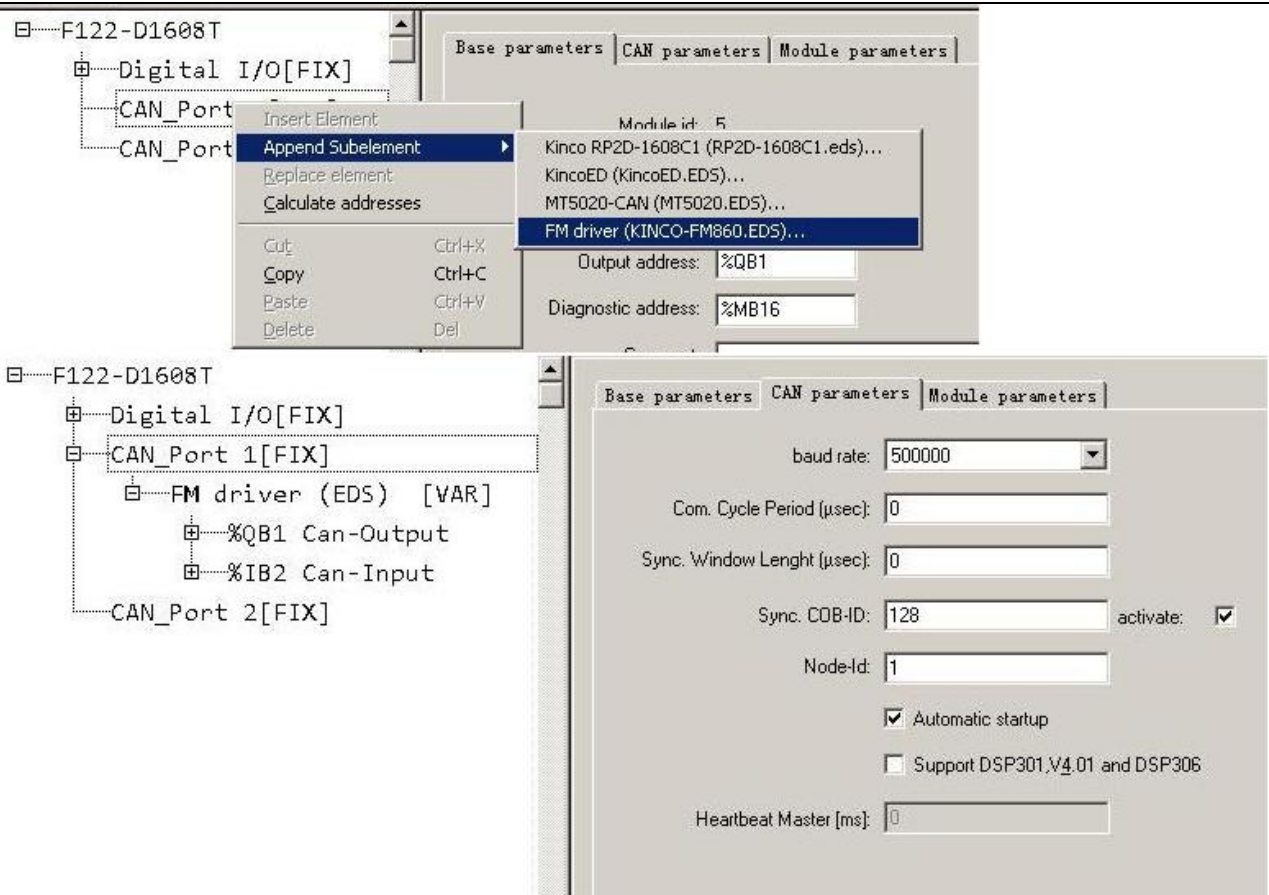 F122-D1608T
Digital I/O[FIX]
CAN_Port
CAN_Port
Insert Element
Append Subelement
Replace element
Calculate addresses
Cut Ctrl+X
Copy Ctrl+C
Paste Ctrl+V
Delete Del
Base parameters CAN parameters Module parameters
Module id: 5
Kinco RP2D-1608C1 (RP2D-1608C1.eds)...
KincoED (KincoED.EDS)...
MT5020-CAN (MT5020.EDS)...
FM driver (KINCO-FM860.EDS)...
Output address: %QB1
Diagnostic address: %MB16
F122-D1608T
Digital I/O[FIX]
CAN_Port 1[FIX]
FM driver (EDS) [VAR]
%QB1 Can-Output
%IB2 Can-Input
CAN_Port 2[FIX]
Base parameters CAN parameters Module parameters
baud rate: 500000
Com. Cycle Period (µsec): 0
Sync. Window Lenght (µsec): 0
Sync. COB-ID: 128 activate:
Node-Id: 1
Automatic startup
Support DSP301,V4.01 and DSP306
Heartbeat Master [ms]: 0